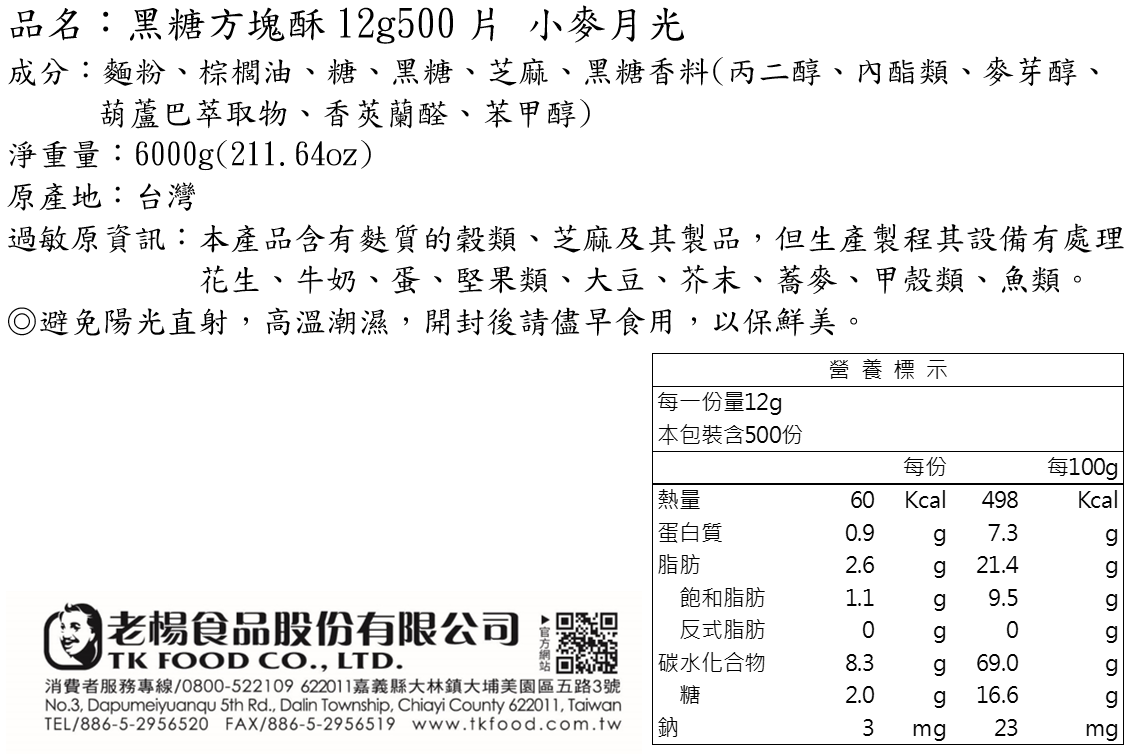 品名：黑糖方塊酥12g500片 小麥月光
成分：麵粉、棕櫚油、糖、黑糖、芝麻、黑糖香料(丙二醇、內酯類、麥芽醇、
葫蘆巴萃取物、香莢蘭醛、苯甲醇)
淨重量：6000g(211.64oz)
原產地：台灣
過敏原資訊：本產品含有麩質的穀類、芝麻及其製品，但生產製程其設備有處理
花生、牛奶、蛋、堅果類、大豆、芥末、蕎麥、甲殼類、魚類。
◎避免陽光直射，高溫潮濕，開封後請儘早食用，以保鮮美。
營養標示
每一份量12g
本包裝含500份
每份 每100g
熱量 60 Kcal 498 Kcal
蛋白質 0.9 g 7.3 g
脂肪 2.6 g 21.4 g
飽和脂肪 1.1 g 9.5 g
反式脂肪 0 g 0 g
碳水化合物 8.3 g 69.0 g
糖 2.0 g 16.6 g
鈉 3 mg 23 mg
老楊食品股份有限公司
TK FOOD CO., LTD.
▶官方網站
消費者服務專線/0800-522109 622011嘉義縣大林鎮大埔美園區五路3號
No.3, Dapumeiyuanqu 5th Rd., Dalin Township, Chiayi County 622011, Taiwan
TEL/886-5-2956520 FAX/886-5-2956519 www.tkfood.com.tw